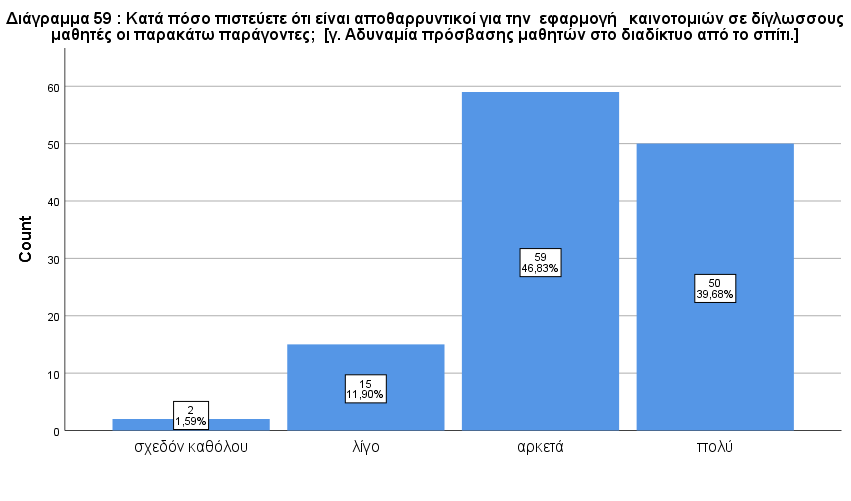 Διάγραμμα 59 : Κατά πόσο πιστεύετε ότι είναι αποθαρρυντικοί για την εφαρμογή καινοτομιών σε δίγλωσσους
μαθητές οι παρακάτω παράγοντες; [γ. Αδυναμία πρόσβασης μαθητών στο διαδίκτυο από το σπίτι.]
Count
60
50
40
30
20
10
0
2
1,59%
15
11,90%
59
46,83%
50
39,68%
σχεδόν καθόλου
λίγο
αρκετά
πολύ